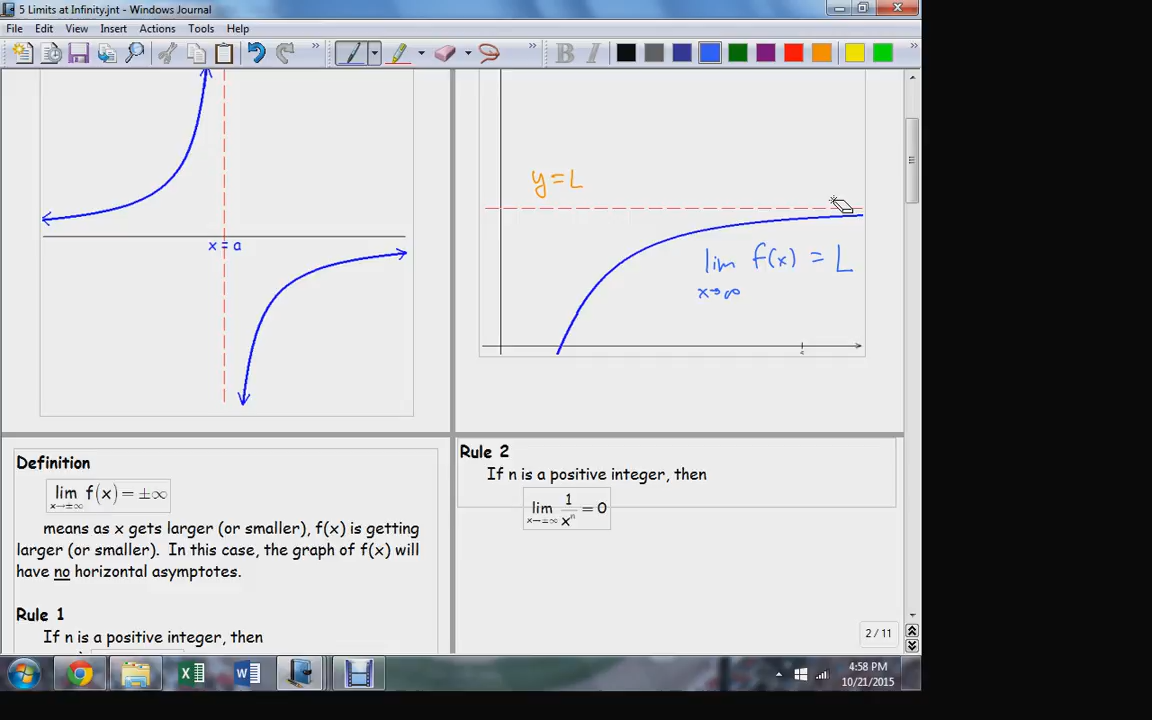 5 Limits at Infinity.jnt - Windows Journal
File Edit View Insert Actions Tools Help
x = a
y = L
lim f(x) = L
x→∞
Definition
lim f(x) = ±∞
x→±∞
means as x gets larger (or smaller), f(x) is getting
larger (or smaller). In this case, the graph of f(x) will
have no horizontal asymptotes.
Rule 1
If n is a positive integer, then
Rule 2
If n is a positive integer, then
lim 1/xⁿ = 0
x→±∞
2 / 11
4:58 PM
10/21/2015